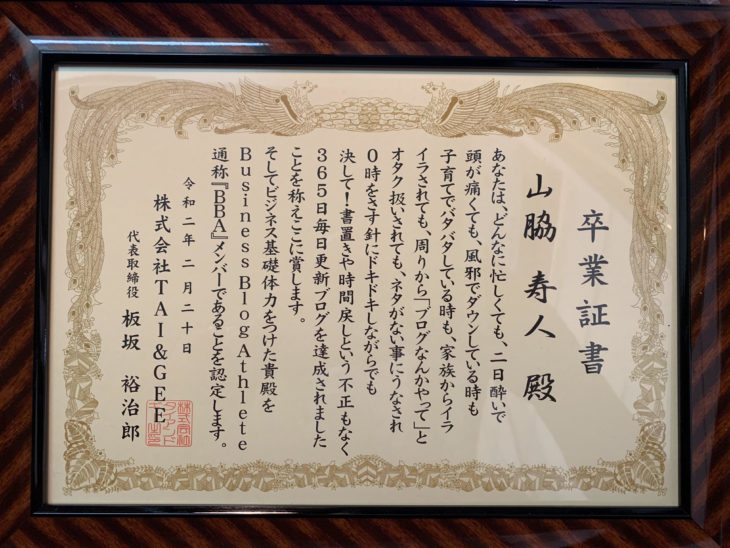 卒業証書
山脇寿人殿
あなたは、どんなに忙しくても、二日酔いで
頭が痛くても、風邪でダウンしている時も
子育てでバタバタしている時も、家族からイラ
イラされても、周りから「ブログなんかやって」と
オタク扱いされても、ネタがない事にうなされ
0時をさす針にドキドキしながらでも
決して！書置きや時間戻しという不正もなく
365日毎日更新ブログを達成されました
ことを称えここに賞します。
そしてビジネス基礎体力をつけた貴殿を
BusinessBlogAthlete
通称『BBA』メンバーであることを認定します。
令和二年二月二十日
株式会社TAI&GEE
代表取締役 板坂裕治郎